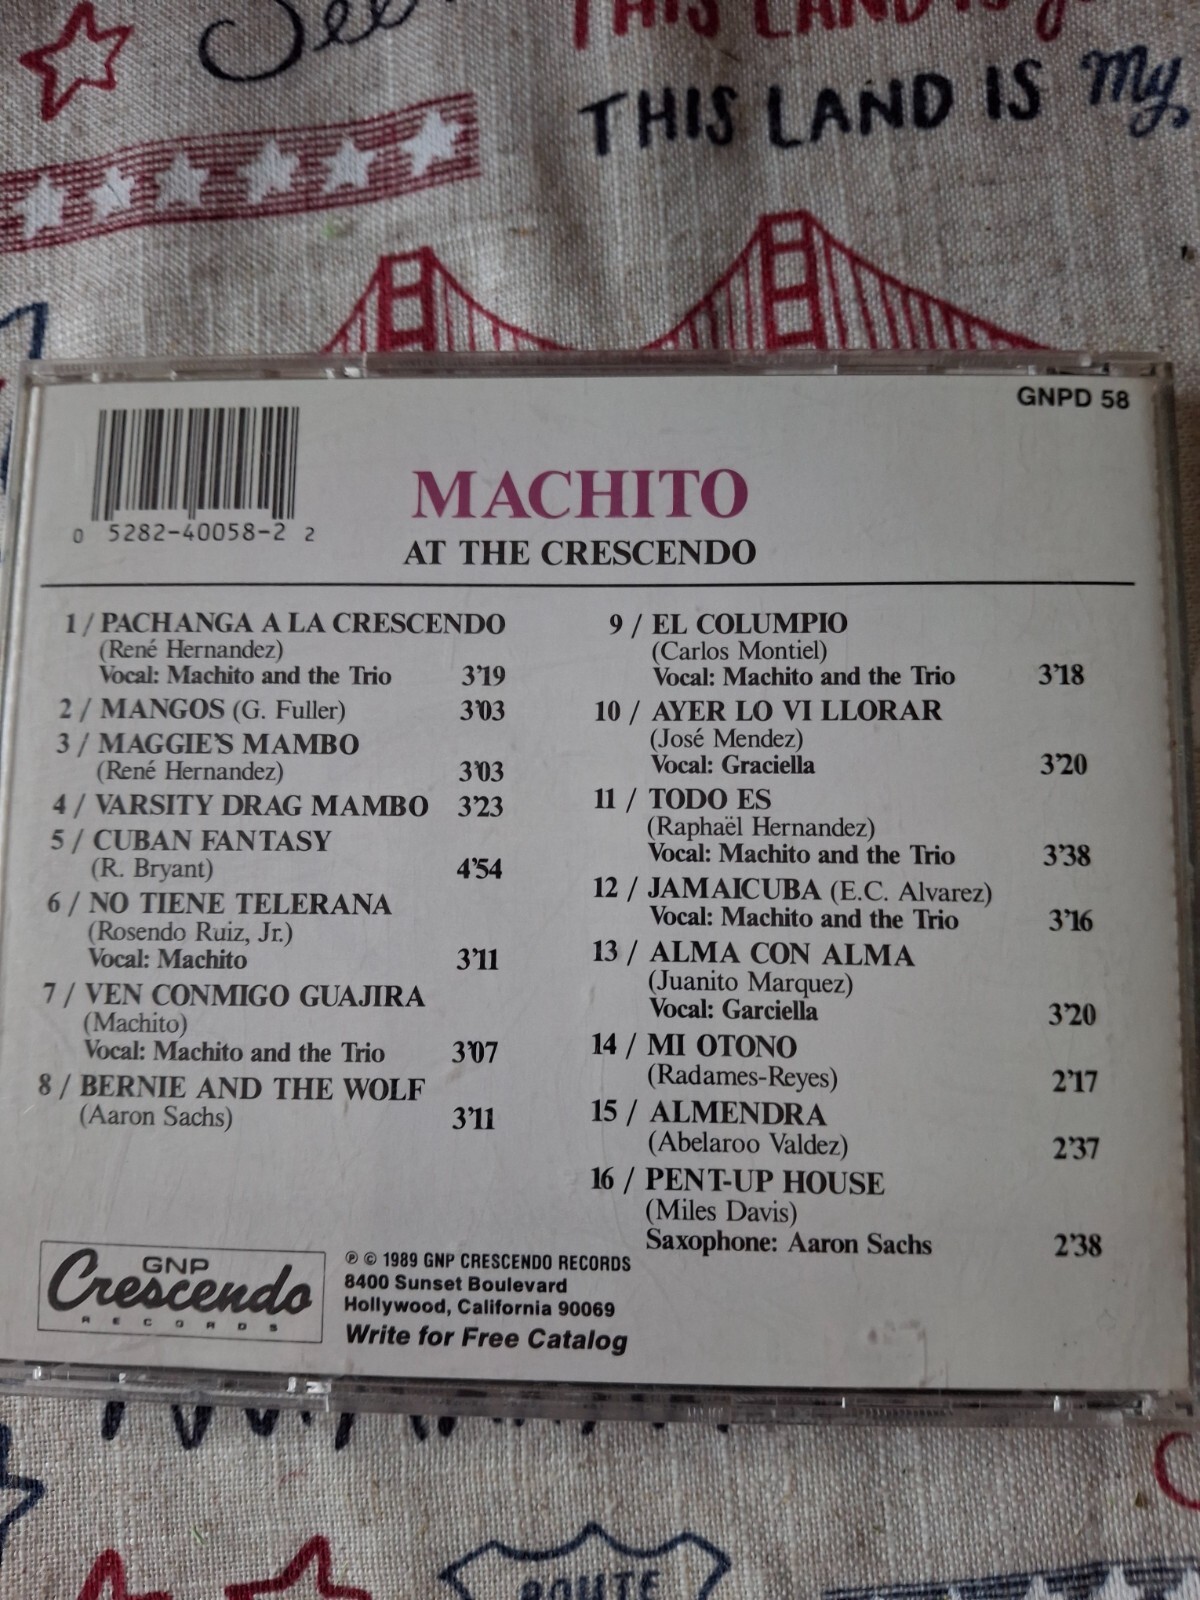 See
THIS LAND IS
THIS LAND IS My
GNPD 58
0 5282-40058-2 2
MACHITO
AT THE CRESCENDO
1 / PACHANGA A LA CRESCENDO
(René Hernandez)
Vocal: Machito and the Trio 3'19
2 / MANGOS (G. Fuller) 3'03
3 / MAGGIE'S MAMBO
(René Hernandez) 3'03
4 / VARSITY DRAG MAMBO 3'23
5 / CUBAN FANTASY
(R. Bryant) 4'54
6 / NO TIENE TELERANA
(Rosendo Ruiz, Jr.)
Vocal: Machito 3'11
7 / VEN CONMIGO GUAJIRA
(Machito)
Vocal: Machito and the Trio 3'07
8 / BERNIE AND THE WOLF
(Aaron Sachs) 3'11
9 / EL COLUMPIO
(Carlos Montiel)
Vocal: Machito and the Trio 3'18
10 / AYER LO VI LLORAR
(José Mendez)
Vocal: Graciella 3'20
11 / TODO ES
(Raphaël Hernandez)
Vocal: Machito and the Trio 3'38
12 / JAMAICUBA (E.C. Alvarez)
Vocal: Machito and the Trio 3'16
13 / ALMA CON ALMA
(Juanito Marquez)
Vocal: Garciella 3'20
14 / MI OTONO
(Radames-Reyes) 2'17
15 / ALMENDRA
(Abelaroo Valdez) 2'37
16 / PENT-UP HOUSE
(Miles Davis)
Saxophone: Aaron Sachs 2'38
GNP
Crescendo
RECORDS
℗ © 1989 GNP CRESCENDO RECORDS
8400 Sunset Boulevard
Hollywood, California 90069
Write for Free Catalog
ROUTE